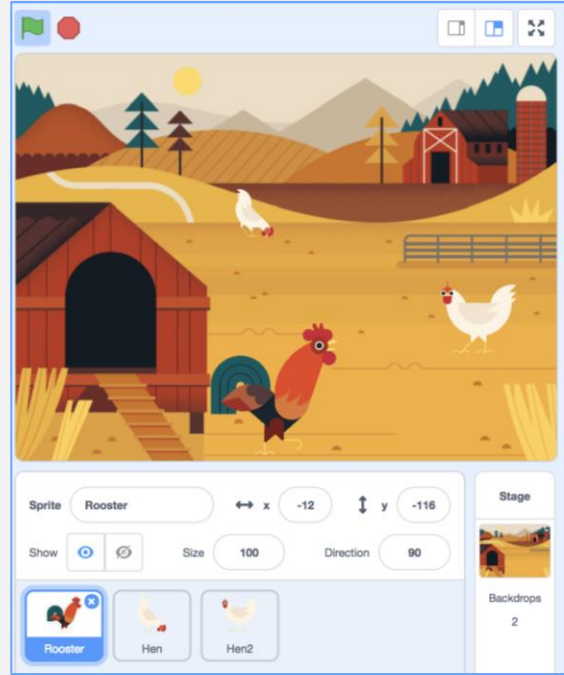 Sprite Rooster x -12 y -116
Show Size 100 Direction 90
Rooster Hen Hen2
Stage
Backdrops
2